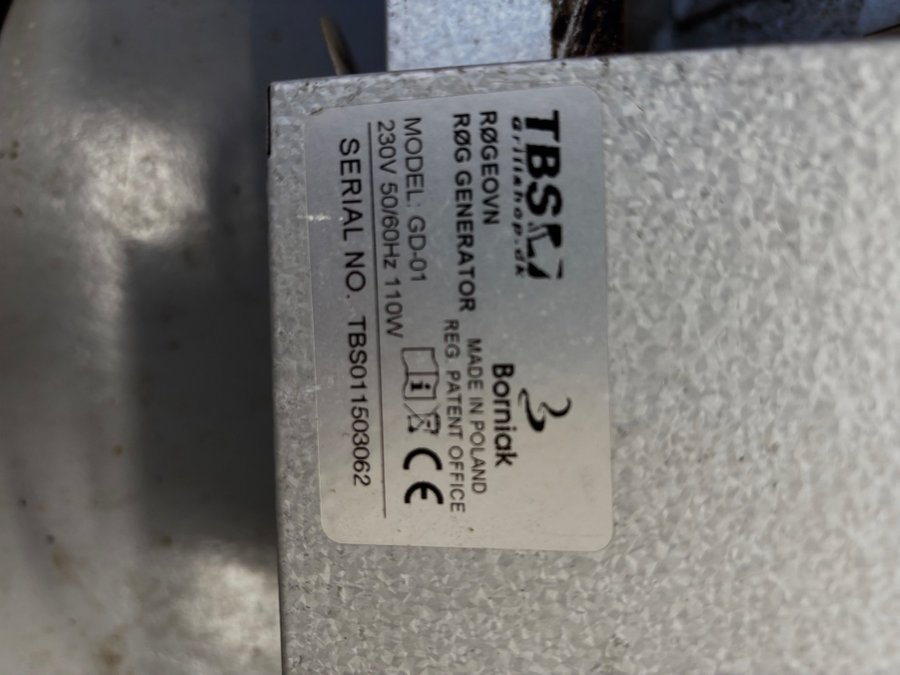 TBS
grillshop.dk
RØGEOVN
RØG GENERATOR
Borniak
MADE IN POLAND
REG. PATENT OFFICE
MODEL: GD-01
230V 50/60Hz 110W
i
CE
SERIAL NO. TBS011503062